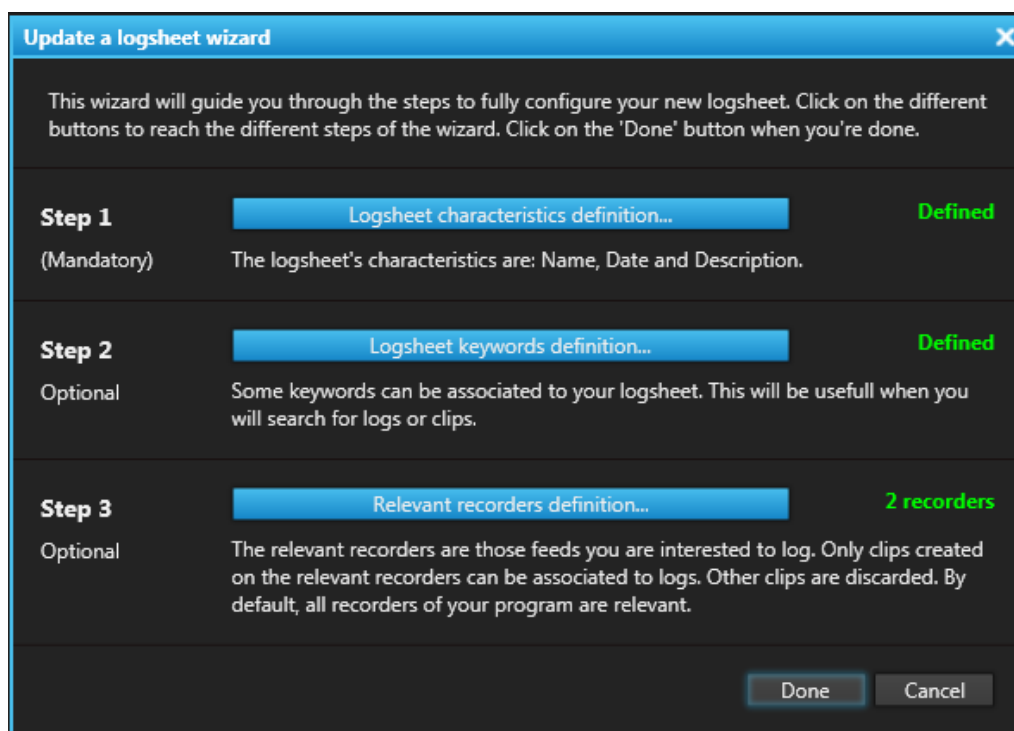 Update a logsheet wizard
This wizard will guide you through the steps to fully configure your new logsheet. Click on the different
buttons to reach the different steps of the wizard. Click on the 'Done' button when you're done.
Step 1
Logsheet characteristics definition...
Defined
(Mandatory)
The logsheet's characteristics are: Name, Date and Description.
Step 2
Logsheet keywords definition...
Defined
Optional
Some keywords can be associated to your logsheet. This will be usefull when you
will search for logs or clips.
Step 3
Relevant recorders definition...
2 recorders
Optional
The relevant recorders are those feeds you are interested to log. Only clips created
on the relevant recorders can be associated to logs. Other clips are discarded. By
default, all recorders of your program are relevant.
Done
Cancel